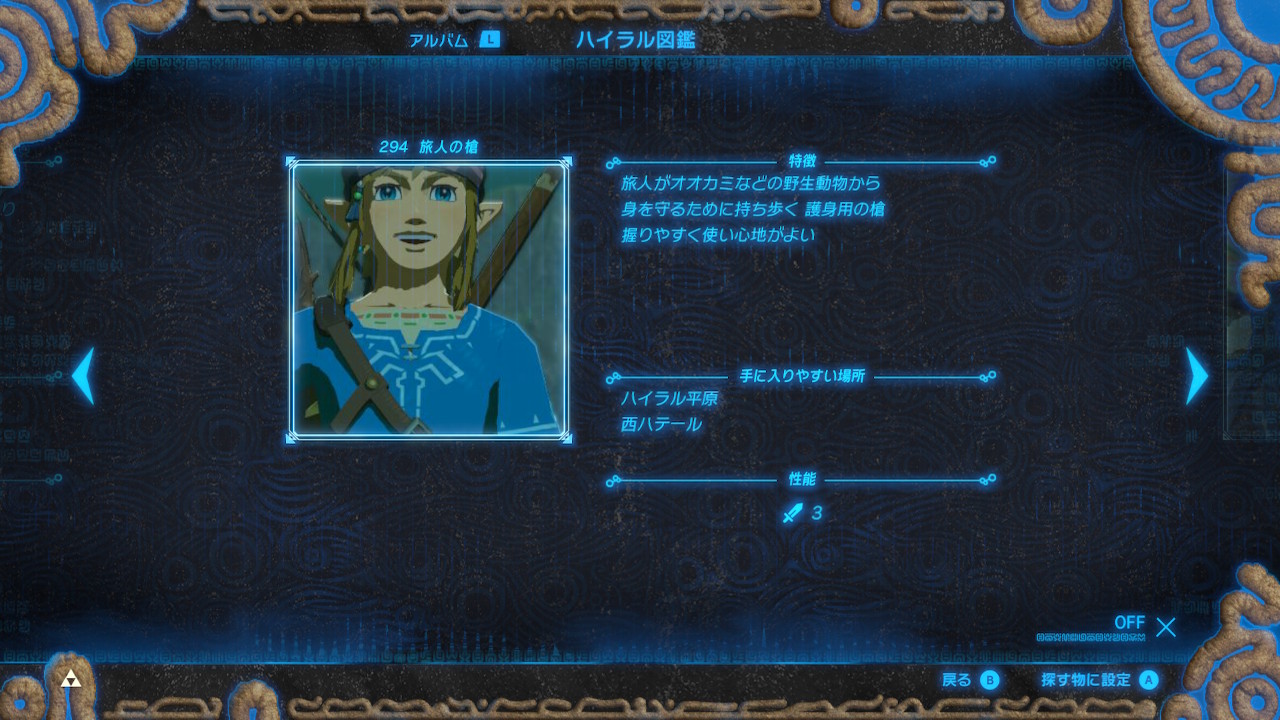 アルバム L
ハイラル図鑑
294 旅人の槍
特徴
旅人がオオカミなどの野生動物から
身を守るために持ち歩く 護身用の槍
握りやすく使い心地がよい
手に入りやすい場所
ハイラル平原
西ハテール
性能
3
OFF
戻る B
探す物に設定 A